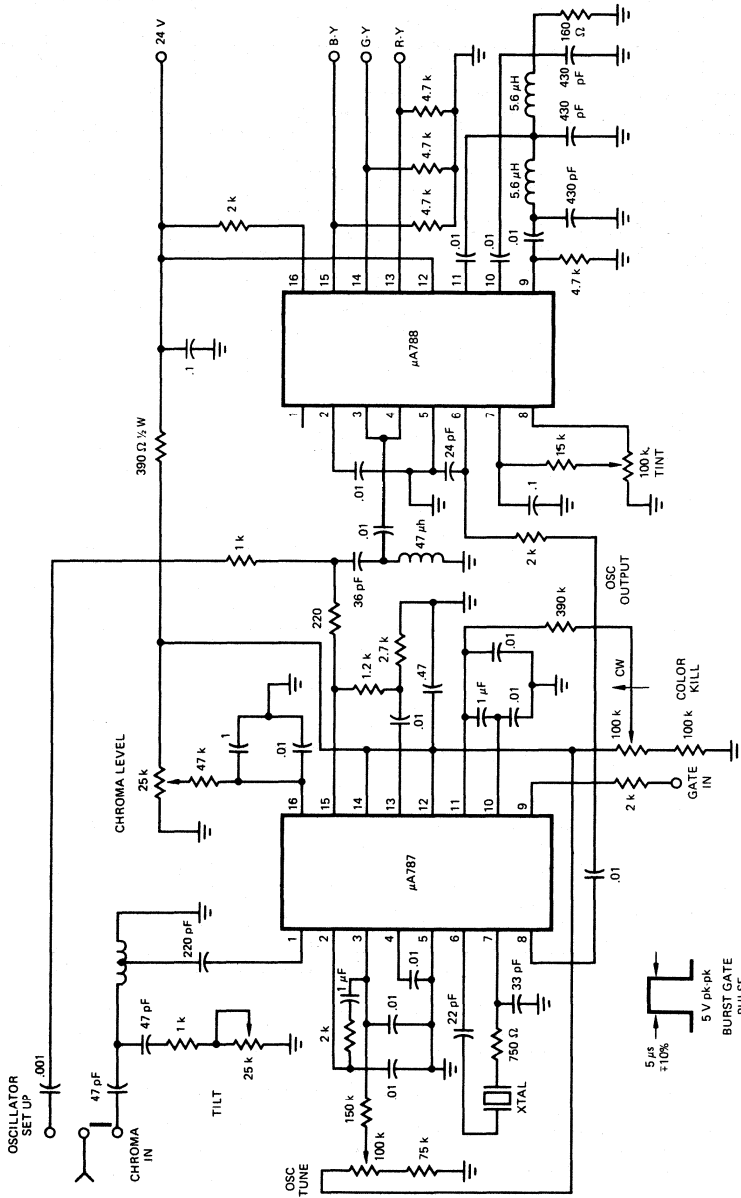 OSCILLATOR
SET UP
.001
47 pF
CHROMA IN
47 pF
1 k
TILT
25 k
220 pF
CHROMA LEVEL
25 k
47 k
.1
.01
390 Ω ½ W
.1
24 V
2 k
B-Y
G-Y
R-Y
4.7 k
4.7 k
4.7 k
1 k
220
36 pF
.01
47 µh
.01
24 pF
1.2 k
2.7 k
.01
.47
µA787
1
2
3
4
5
6
7
8
16
15
14
13
12
11
10
9
µA788
1
2
3
4
5
6
7
8
16
15
14
13
12
11
10
9
1 µF
2 k
.01
.01
.01
150 k
100 k
OSC
TUNE
75 k
22 pF
750 Ω
33 pF
XTAL
1 µF
.01
.01
390 k
CW
100 k
COLOR
KILL
100 k
2 k
GATE
IN
.01
OSC
OUTPUT
2 k
.1
15 k
100 k
TINT
.01
.01
.01
4.7 k
430 pF
5.6 µH
430
pF
5.6 µH
430
pF
160
Ω
5 µs
∓10%
5 V pk-pk
BURST GATE
PULSE